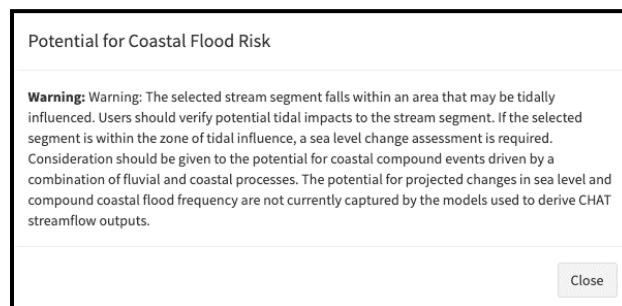 Potential for Coastal Flood Risk
Warning: Warning: The selected stream segment falls within an area that may be tidally
influenced. Users should verify potential tidal impacts to the stream segment. If the selected
segment is within the zone of tidal influence, a sea level change assessment is required.
Consideration should be given to the potential for coastal compound events driven by a
combination of fluvial and coastal processes. The potential for projected changes in sea level and
compound coastal flood frequency are not currently captured by the models used to derive CHAT
streamflow outputs.
Close